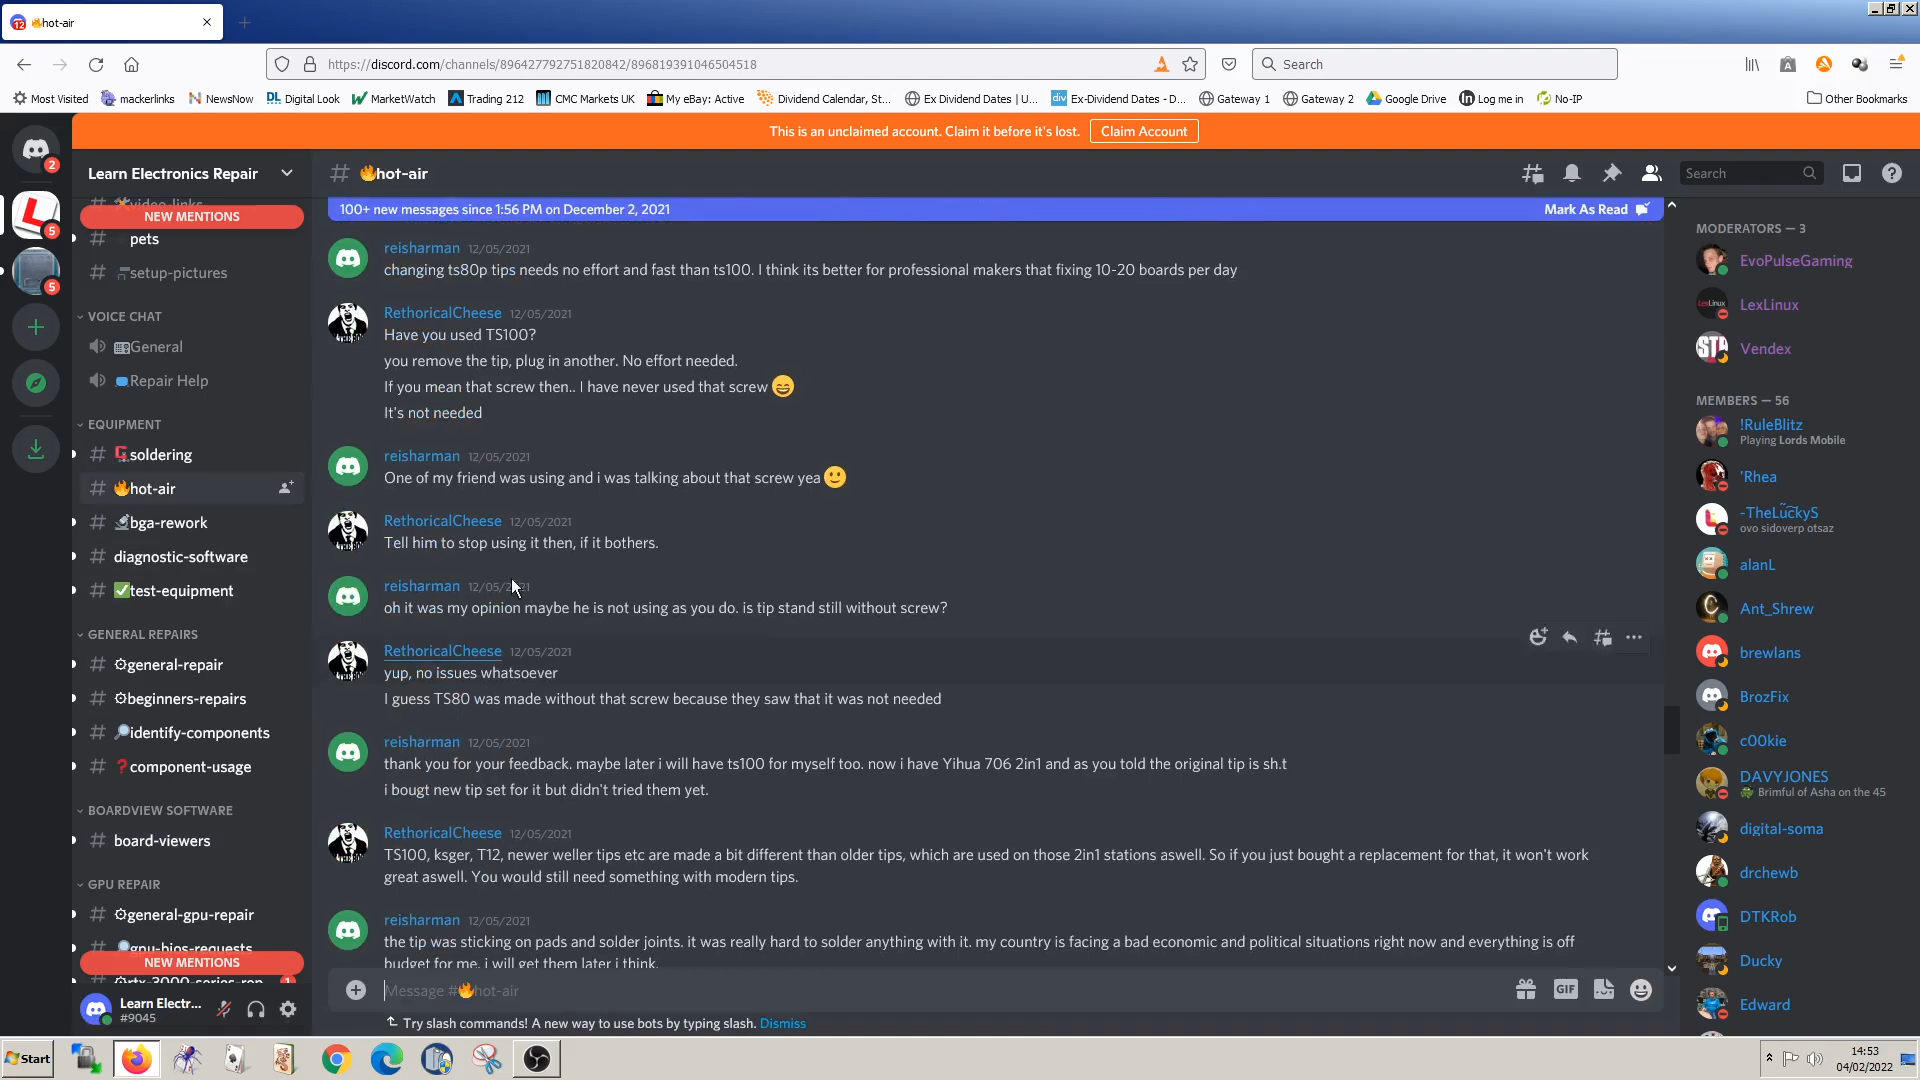 12
🔥hot-air
https://discord.com/channels/896427792751820842/896819391046504518
Search
Most Visited
mackerlinks
NewsNow
DL Digital Look
MarketWatch
Trading 212
CMC Markets UK
My eBay: Active
Dividend Calendar, St...
Ex Dividend Dates | U...
div Ex-Dividend Dates - D...
Gateway 1
Gateway 2
Google Drive
in Log me in
No-IP
Other Bookmarks
This is an unclaimed account. Claim it before it's lost.
Claim Account
2
5
5
Learn Electronics Repair
NEW MENTIONS
# pets
# setup-pictures
VOICE CHAT
General
Repair Help
EQUIPMENT
# soldering
# 🔥hot-air
# bga-rework
# diagnostic-software
# ✅test-equipment
GENERAL REPAIRS
# ⚙general-repair
# ⚙beginners-repairs
# 🔎identify-components
# ❓component-usage
BOARDVIEW SOFTWARE
# board-viewers
GPU REPAIR
# ⚙general-gpu-repair
# 🔎gpu-bios-requests
NEW MENTIONS
1
Learn Electr...
#9045
# 🔥hot-air
Search
100+ new messages since 1:56 PM on December 2, 2021
Mark As Read
reisharman 12/05/2021
changing ts80p tips needs no effort and fast than ts100. I think its better for professional makers that fixing 10-20 boards per day
RethoricalCheese 12/05/2021
Have you used TS100?
you remove the tip, plug in another. No effort needed.
If you mean that screw then.. I have never used that screw 😄
It's not needed
reisharman 12/05/2021
One of my friend was using and i was talking about that screw yea 🙂
RethoricalCheese 12/05/2021
Tell him to stop using it then, if it bothers.
reisharman 12/05/2021
oh it was my opinion maybe he is not using as you do. is tip stand still without screw?
RethoricalCheese 12/05/2021
yup, no issues whatsoever
I guess TS80 was made without that screw because they saw that it was not needed
reisharman 12/05/2021
thank you for your feedback. maybe later i will have ts100 for myself too. now i have Yihua 706 2in1 and as you told the original tip is sh.t
i bougt new tip set for it but didn't tried them yet.
RethoricalCheese 12/05/2021
TS100, ksger, T12, newer weller tips etc are made a bit different than older tips, which are used on those 2in1 stations aswell. So if you just bought a replacement for that, it won't work
great aswell. You would still need something with modern tips.
reisharman 12/05/2021
the tip was sticking on pads and solder joints. it was really hard to solder anything with it. my country is facing a bad economic and political situations right now and everything is off
budget for me. i will get them later i think.
Message #🔥hot-air
GIF
Try slash commands! A new way to use bots by typing slash. Dismiss
MODERATORS — 3
EvoPulseGaming
LexLinux
Vendex
MEMBERS — 56
!RuleBlitz
Playing Lords Mobile
'Rhea
-TheLuckyS
ovo sidoverp otsaz
alanL
Ant_Shrew
brewlans
BrozFix
c00kie
DAVYJONES
Brimful of Asha on the 45
digital-soma
drchewb
DTKRob
Ducky
Edward
Start
14:53
04/02/2022